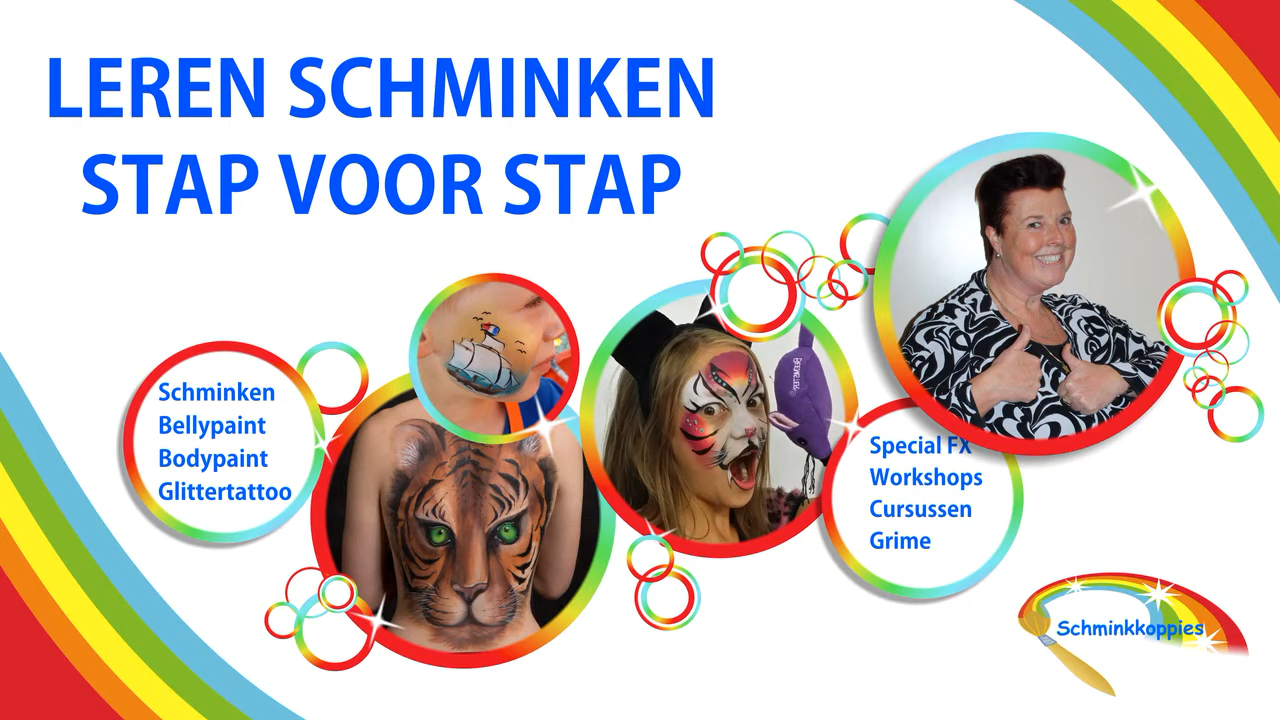 LEREN SCHMINKEN
STAP VOOR STAP
Schminken
Bellypaint
Bodypaint
Glittertattoo
Special FX
Workshops
Cursussen
Grime
Schminkkoppies